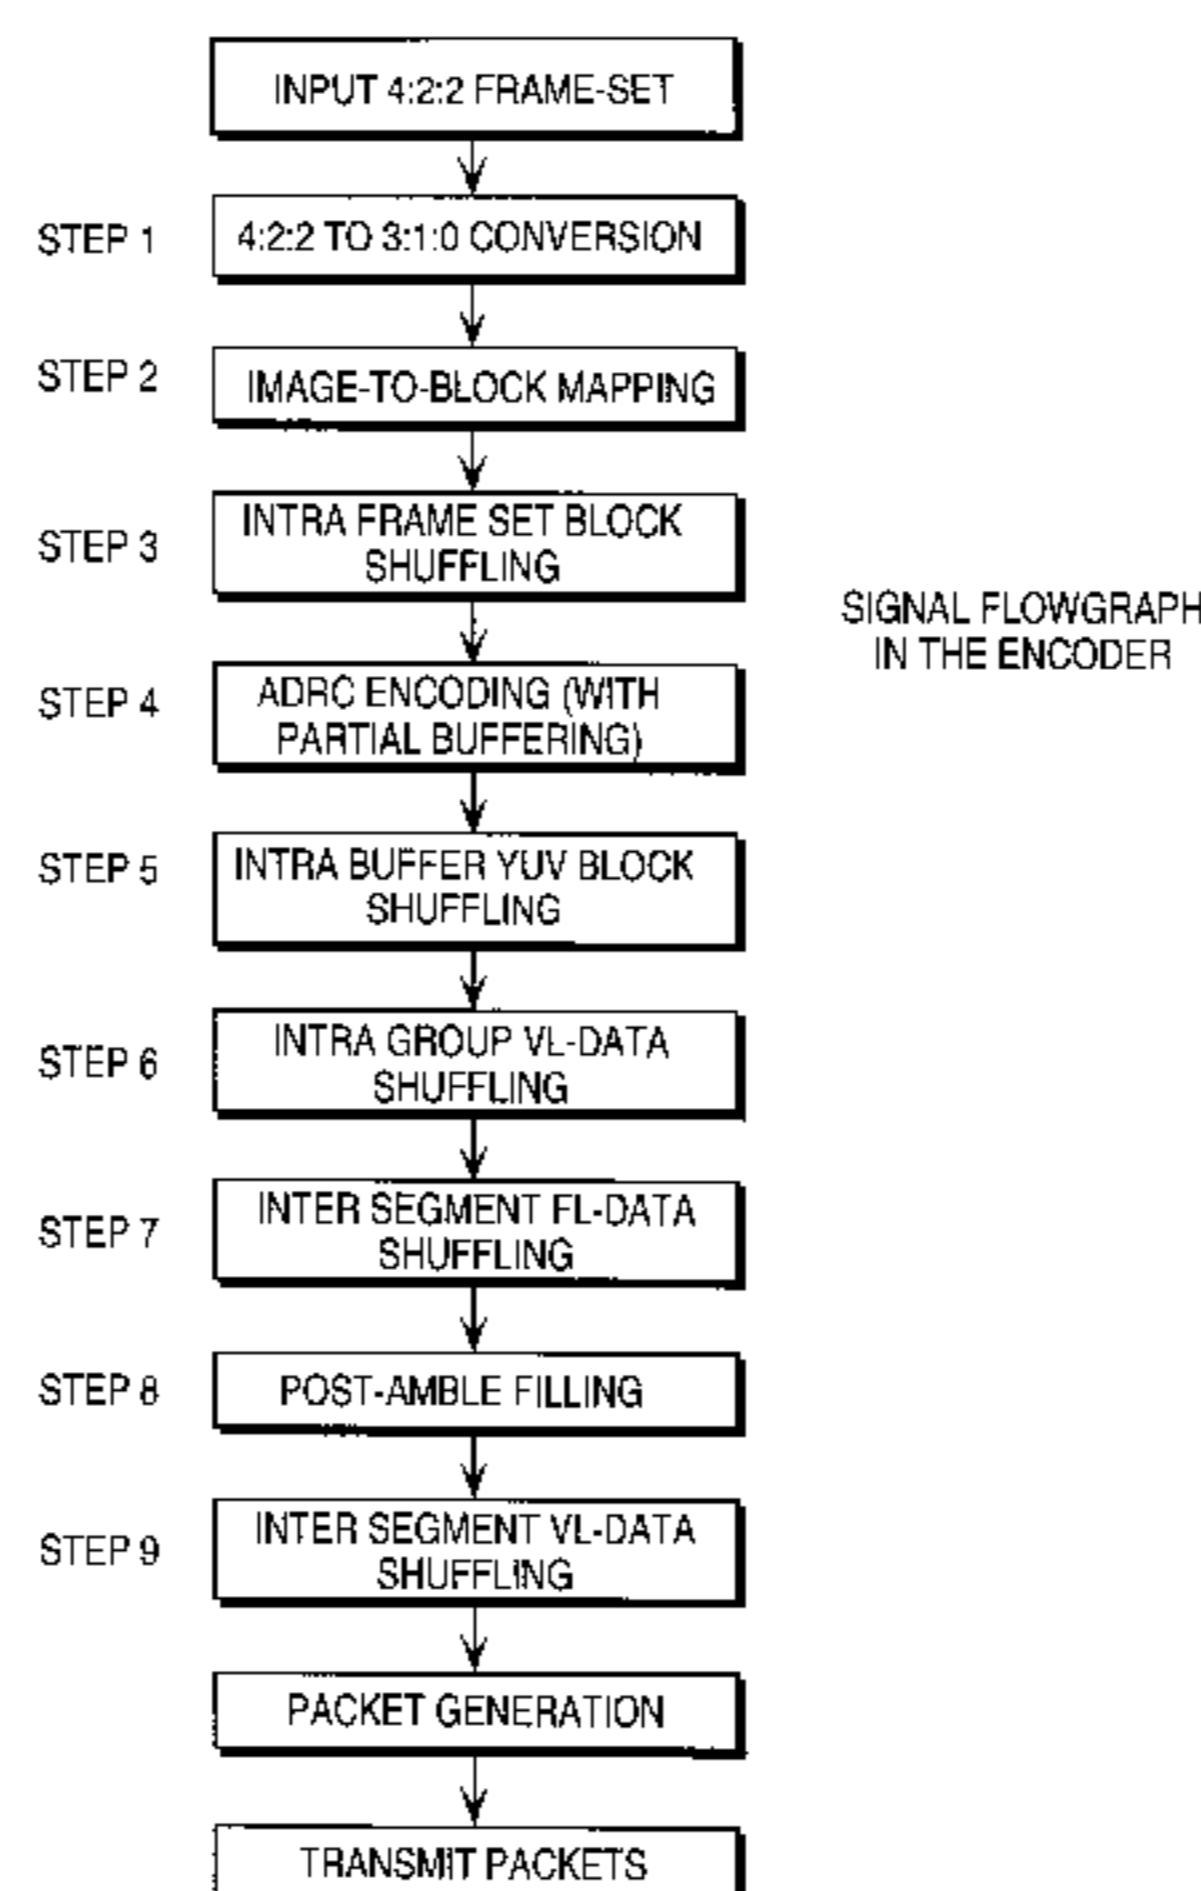 INPUT 4:2:2 FRAME-SET
STEP 1
4:2:2 TO 3:1:0 CONVERSION
STEP 2
IMAGE-TO-BLOCK MAPPING
STEP 3
INTRA FRAME SET BLOCK
SHUFFLING
SIGNAL FLOWGRAPH
IN THE ENCODER
STEP 4
ADRC ENCODING (WITH
PARTIAL BUFFERING)
STEP 5
INTRA BUFFER YUV BLOCK
SHUFFLING
STEP 6
INTRA GROUP VL-DATA
SHUFFLING
STEP 7
INTER SEGMENT FL-DATA
SHUFFLING
STEP 8
POST-AMBLE FILLING
STEP 9
INTER SEGMENT VL-DATA
SHUFFLING
PACKET GENERATION
TRANSMIT PACKETS